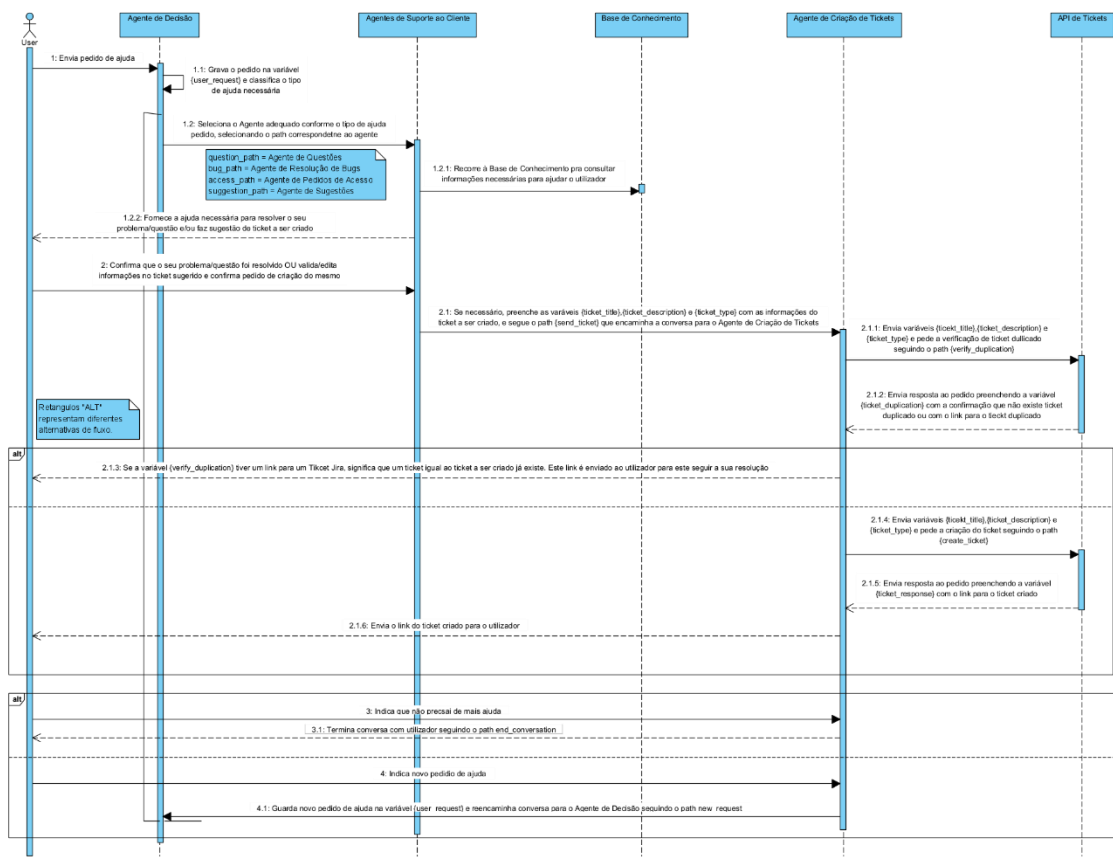 User
Agente de Decisão
Agentes de Suporte ao Cliente
Base de Conhecimento
Agente de Criação de Tickets
API de Tickets
1: Envia pedido de ajuda
1.1: Grava o pedido na variável
{user_request} e classifica o tipo
de ajuda necessária
1.2: Seleciona o Agente adequado conforme o tipo de ajuda
pedido, selecionando o path correspondetne ao agente
question_path = Agente de Questões
bug_path = Agente de Resolução de Bugs
access_path = Agente de Pedidos de Acesso
suggestion_path = Agente de Sugestões
1.2.1: Recorre à Base de Conhecimento pra consultar
informações necessárias para ajudar o utilizador
1.2.2: Fornece a ajuda necessária para resolver o seu
problema/questão e/ou faz sugestão de ticket a ser criado
2: Confirma que o seu problema/questão foi resolvido OU valida/edita
informações no ticket sugerido e confirma pedido de criação do mesmo
2.1: Se necessário, preenche as varáveis {ticket_title},{ticket_description} e {ticket_type} com as informações do
ticket a ser criado, e segue o path {send_ticket} que encaminha a conversa para o Agente de Criação de Tickets
2.1.1: Envia variáveis {ticekt_title},{ticket_description} e
{ticket_type} e pede a verificação de ticket dullicado
seguindo o path {verify_duplication}
2.1.2: Envia resposta ao pedido preenchendo a variável
{ticket_duplication} com a confirmação que não existe ticket
duplicado ou com o link para o tieckt duplicado
Retangulos "ALT"
representam diferentes
alternativas de fluxo.
alt
2.1.3: Se a variável {verify_duplication} tiver um link para um Tikcet Jira, significa que um ticket igual ao ticket a ser criado já existe. Este link é enviado ao utilizador para este seguir a sua resolução
2.1.4: Envia variáveis {ticekt_title},{ticket_description} e
{ticket_type} e pede a criação do ticket seguindo o path
{create_ticket}
2.1.5: Envia resposta ao pedido preenchendo a variável
{ticket_response} com o link para o ticket criado
2.1.6: Envia o link do ticket criado para o utilizador
alt
3: Indica que não precsai de mais ajuda
3.1: Termina conversa com utilizador seguindo o path end_conversation
4: Indica novo pedidio de ajuda
4.1: Guarda novo pedido de ajuda na variável {user_request} e reencaminha conversa para o Agente de Decisão seguindo o path new_request